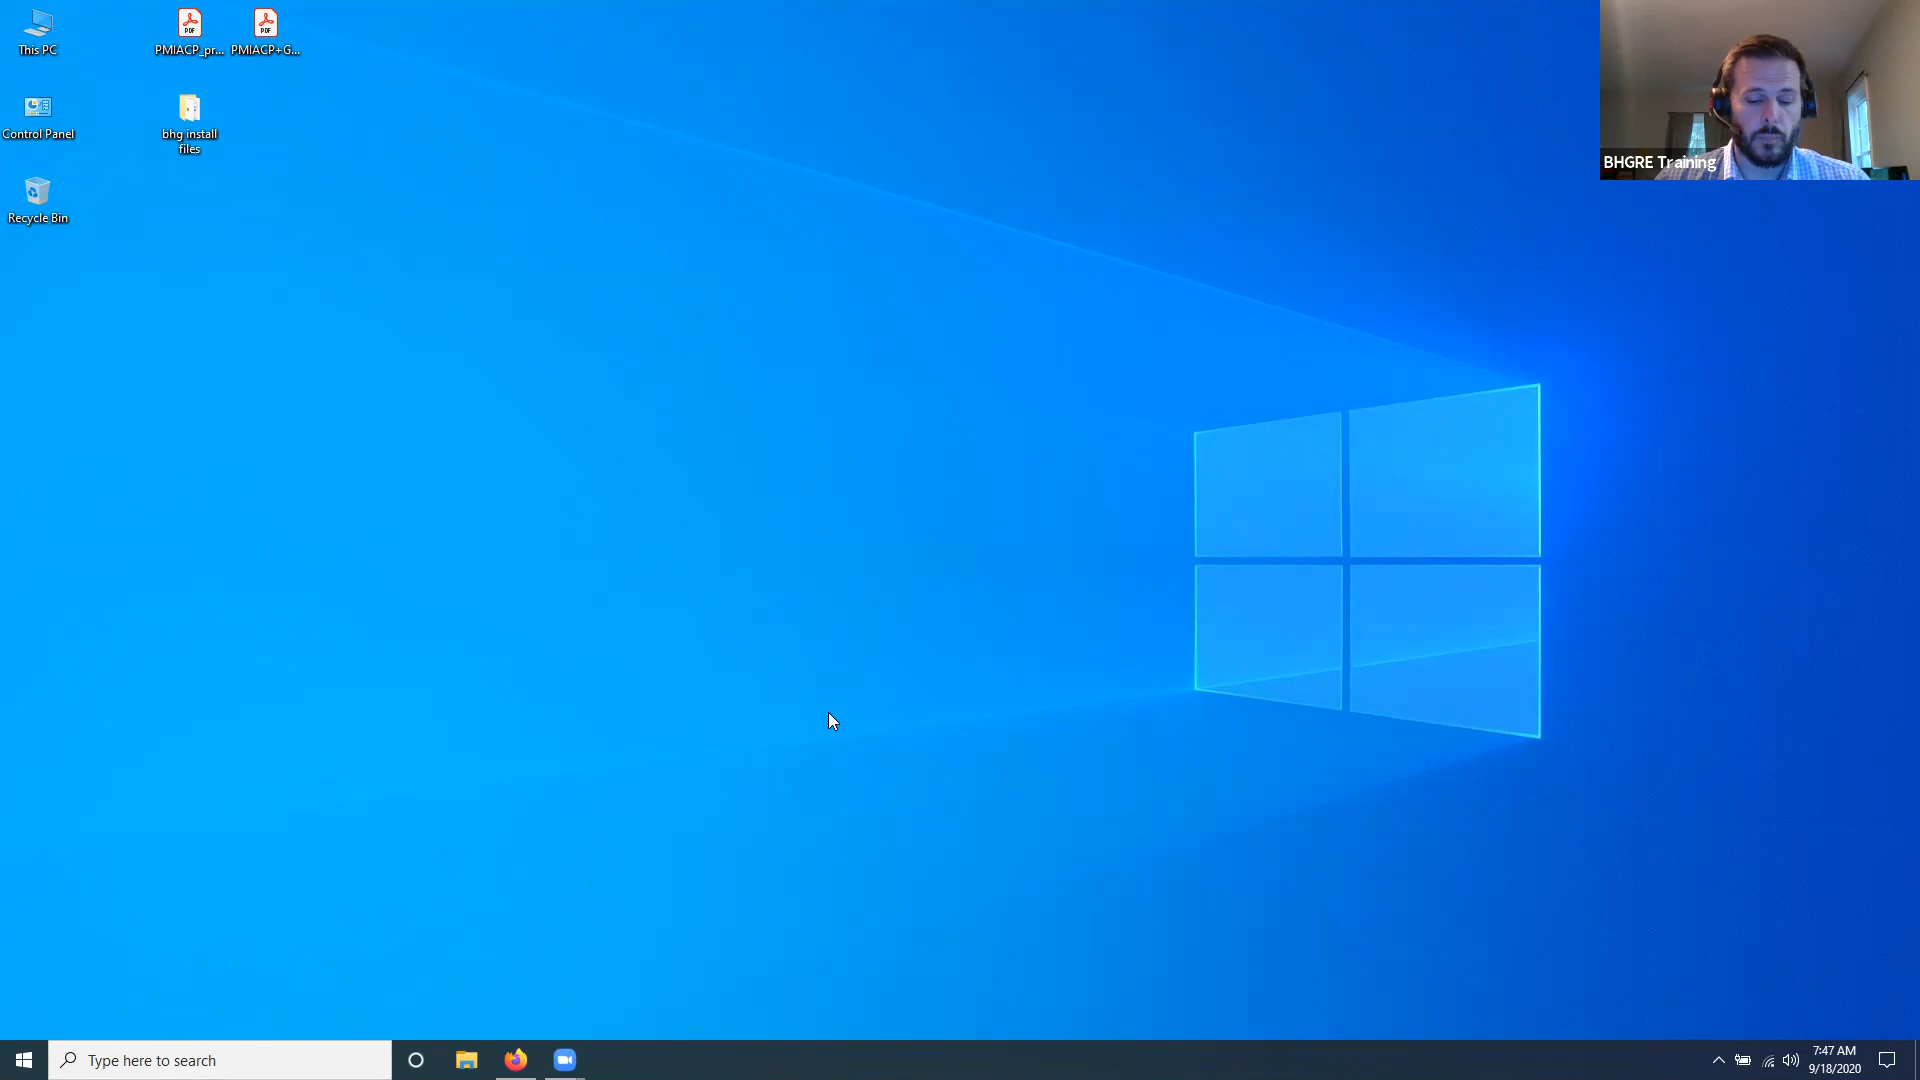 This PC
PMIACP_pr...
PMIACP+G...
Control Panel
bhg install
files
Recycle Bin
BHGRE Training
Type here to search
7:47 AM
9/18/2020